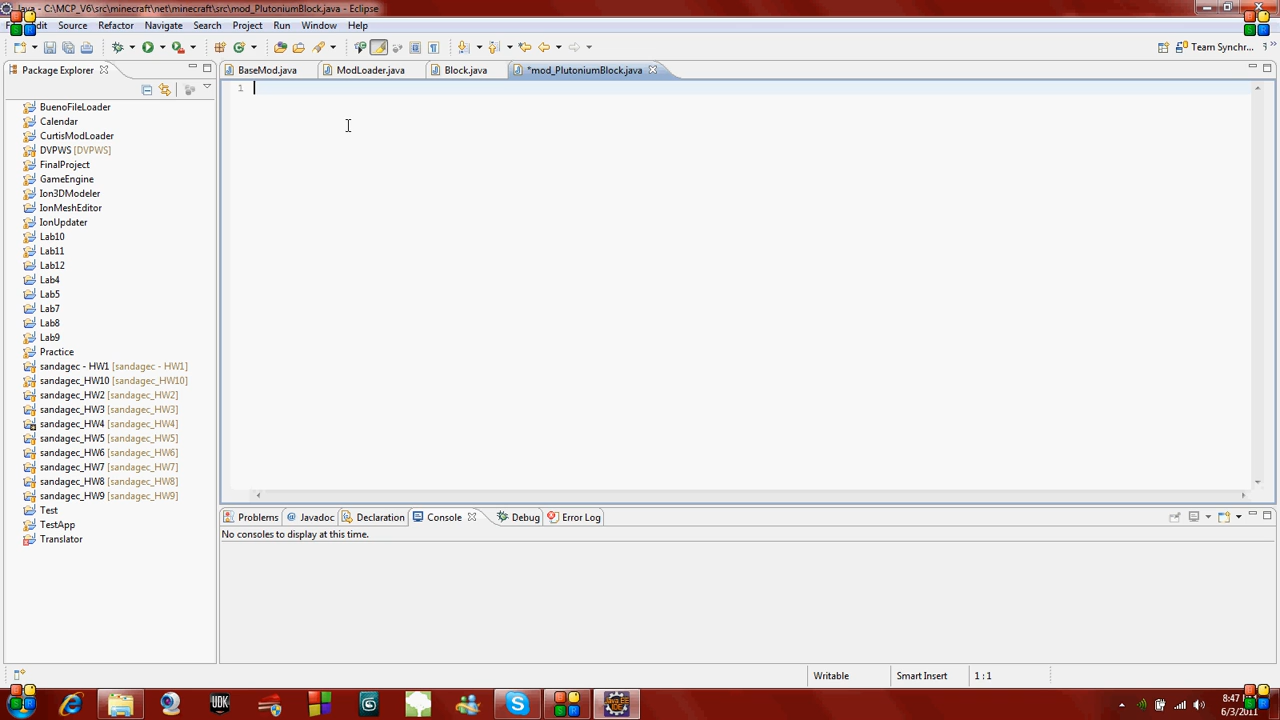 Java - C:\MCP_V6\src\minecraft\net\minecraft\src\mod_PlutoniumBlock.java - Eclipse
Edit Source Refactor Navigate Search Project Run Window Help
Team Synchr...
Package Explorer
BaseMod.java ModLoader.java Block.java *mod_PlutoniumBlock.java
1
BuenoFileLoader
Calendar
CurtisModLoader
DVPWS [DVPWS]
FinalProject
GameEngine
Ion3DModeler
IonMeshEditor
IonUpdater
Lab10
Lab11
Lab12
Lab4
Lab5
Lab7
Lab8
Lab9
Practice
sandagec - HW1 [sandagec - HW1]
sandagec_HW10 [sandagec_HW10]
sandagec_HW2 [sandagec_HW2]
sandagec_HW3 [sandagec_HW3]
sandagec_HW4 [sandagec_HW4]
sandagec_HW5 [sandagec_HW5]
sandagec_HW6 [sandagec_HW6]
sandagec_HW7 [sandagec_HW7]
sandagec_HW8 [sandagec_HW8]
sandagec_HW9 [sandagec_HW9]
Test
TestApp
Translator
Problems Javadoc Declaration Console Debug Error Log
No consoles to display at this time.
Writable Smart Insert 1 : 1
UDK
8:47
6/3/2011